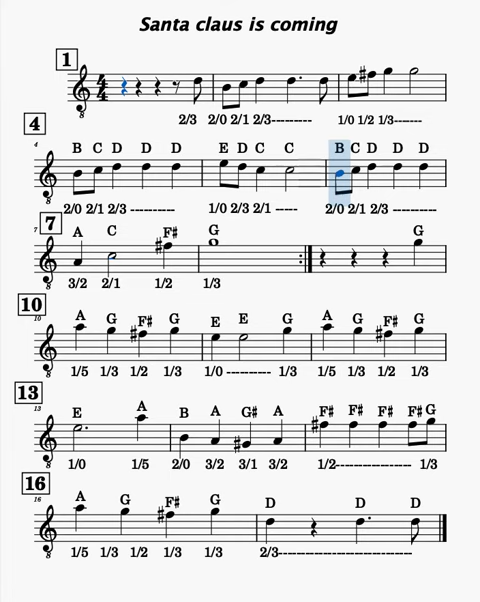 Santa claus is coming
1
2/3 2/0 2/1 2/3--------- 1/0 1/2 1/3-------
4
4
B C D D D E D C C B C D D D
2/0 2/1 2/3 ---------- 1/0 2/3 2/1 ----- 2/0 2/1 2/3 ----------
7
7
A C F# G G
3/2 2/1 1/2 1/3
10
10
A G F# G E E G A G F# G
1/5 1/3 1/2 1/3 1/0 ---------- 1/3 1/5 1/3 1/2 1/3
13
13
E A B A G# A F# F# F# F# G
1/0 1/5 2/0 3/2 3/1 3/2 1/2----------------- 1/3
16
16
A G F# G D D D
1/5 1/3 1/2 1/3 1/3 2/3------------------------------